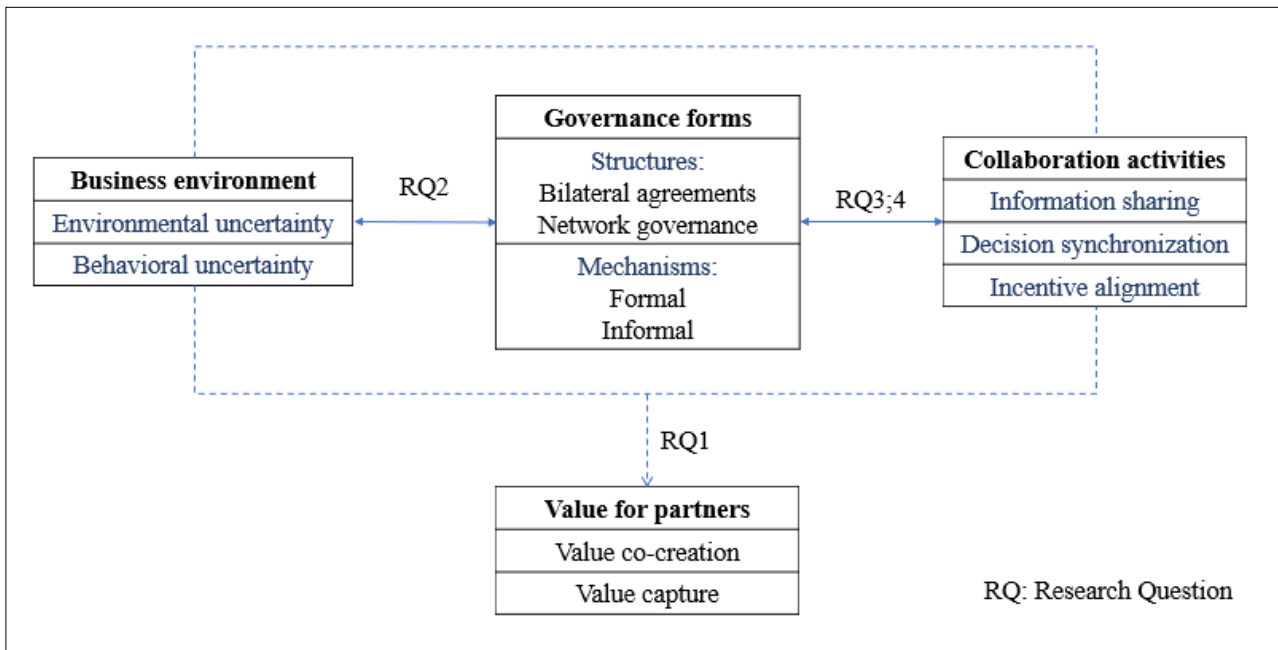 Business environment
Environmental uncertainty
Behavioral uncertainty
RQ2
Governance forms
Structures:
Bilateral agreements
Network governance
Mechanisms:
Formal
Informal
RQ3;4
Collaboration activities
Information sharing
Decision synchronization
Incentive alignment
RQ1
Value for partners
Value co-creation
Value capture
RQ: Research Question